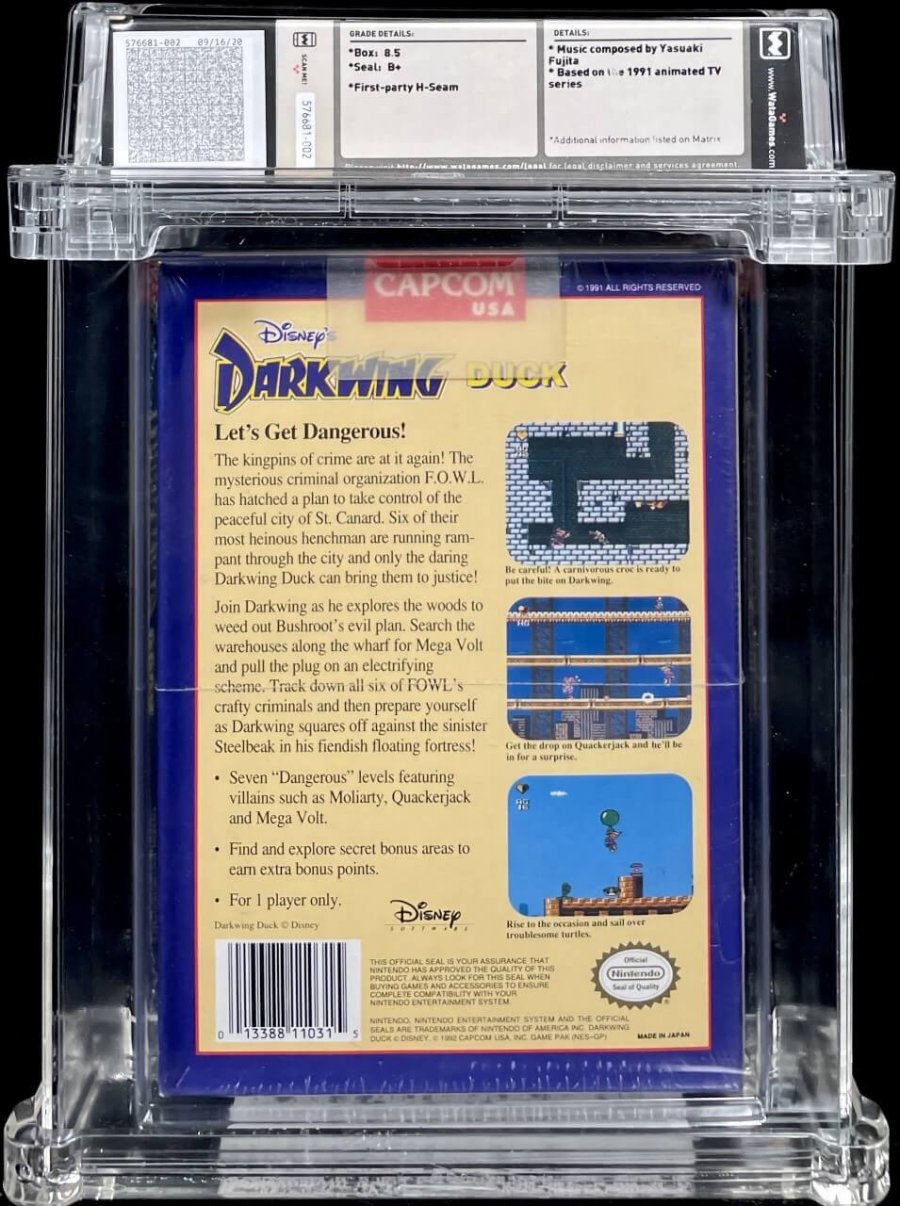 576681-002 09/16/20
SCAN ME!
576681-002
GRADE DETAILS:
*Box: 8.5
*Seal: B+
*First-party H-Seam
DETAILS:
* Music composed by Yasuaki
Fujita
* Based on the 1991 animated TV
series
*Additional information listed on Matrix
www.WataGames.com
Please visit http://www.watagames.com/legal for legal disclaimer and services agreement.
CAPCOM
USA
© 1991 ALL RIGHTS RESERVED
Disney's
DARKWING DUCK
Let's Get Dangerous!
The kingpins of crime are at it again! The
mysterious criminal organization F.O.W.L.
has hatched a plan to take control of the
peaceful city of St. Canard. Six of their
most heinous henchman are running ram-
pant through the city and only the daring
Darkwing Duck can bring them to justice!
Join Darkwing as he explores the woods to
weed out Bushroot's evil plan. Search the
warehouses along the wharf for Mega Volt
and pull the plug on an electrifying
scheme. Track down all six of FOWL's
crafty criminals and then prepare yourself
as Darkwing squares off against the sinister
Steelbeak in his fiendish floating fortress!
• Seven “Dangerous” levels featuring
villains such as Moliarty, Quackerjack
and Mega Volt.
• Find and explore secret bonus areas to
earn extra bonus points.
• For 1 player only.
Darkwing Duck © Disney
DISNEY
SOFTWARE
Be careful! A carnivorous croc is ready to
put the bite on Darkwing.
Get the drop on Quackerjack and he'll be
in for a surprise.
Rise to the occasion and sail over
troublesome turtles.
0 13388 11031 5
THIS OFFICIAL SEAL IS YOUR ASSURANCE THAT
NINTENDO HAS APPROVED THE QUALITY OF THIS
PRODUCT. ALWAYS LOOK FOR THIS SEAL WHEN
BUYING GAMES AND ACCESSORIES TO ENSURE
COMPLETE COMPATIBILITY WITH YOUR
NINTENDO ENTERTAINMENT SYSTEM
Official
Nintendo
Seal of Quality
NINTENDO, NINTENDO ENTERTAINMENT SYSTEM AND THE OFFICIAL
SEALS ARE TRADEMARKS OF NINTENDO OF AMERICA INC. DARKWING
DUCK © DISNEY. © 1992 CAPCOM USA, INC. GAME PAK (NES-GP)
MADE IN JAPAN